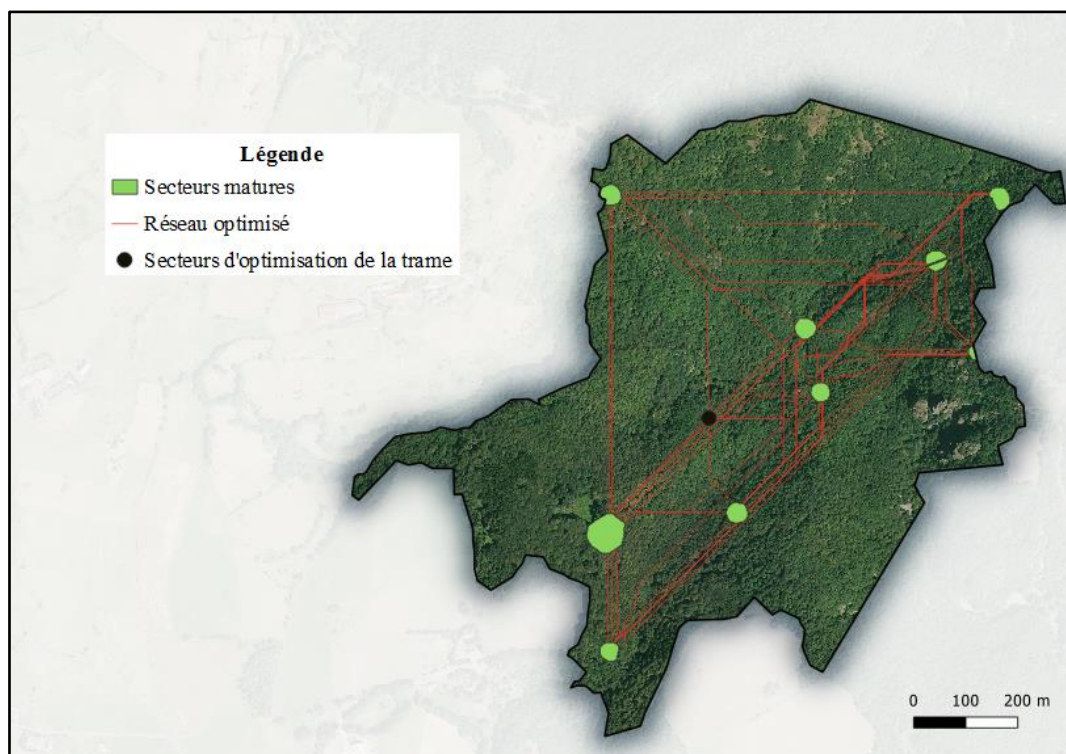 Légende
Secteurs matures
Réseau optimisé
Secteurs d'optimisation de la trame
0 100 200 m